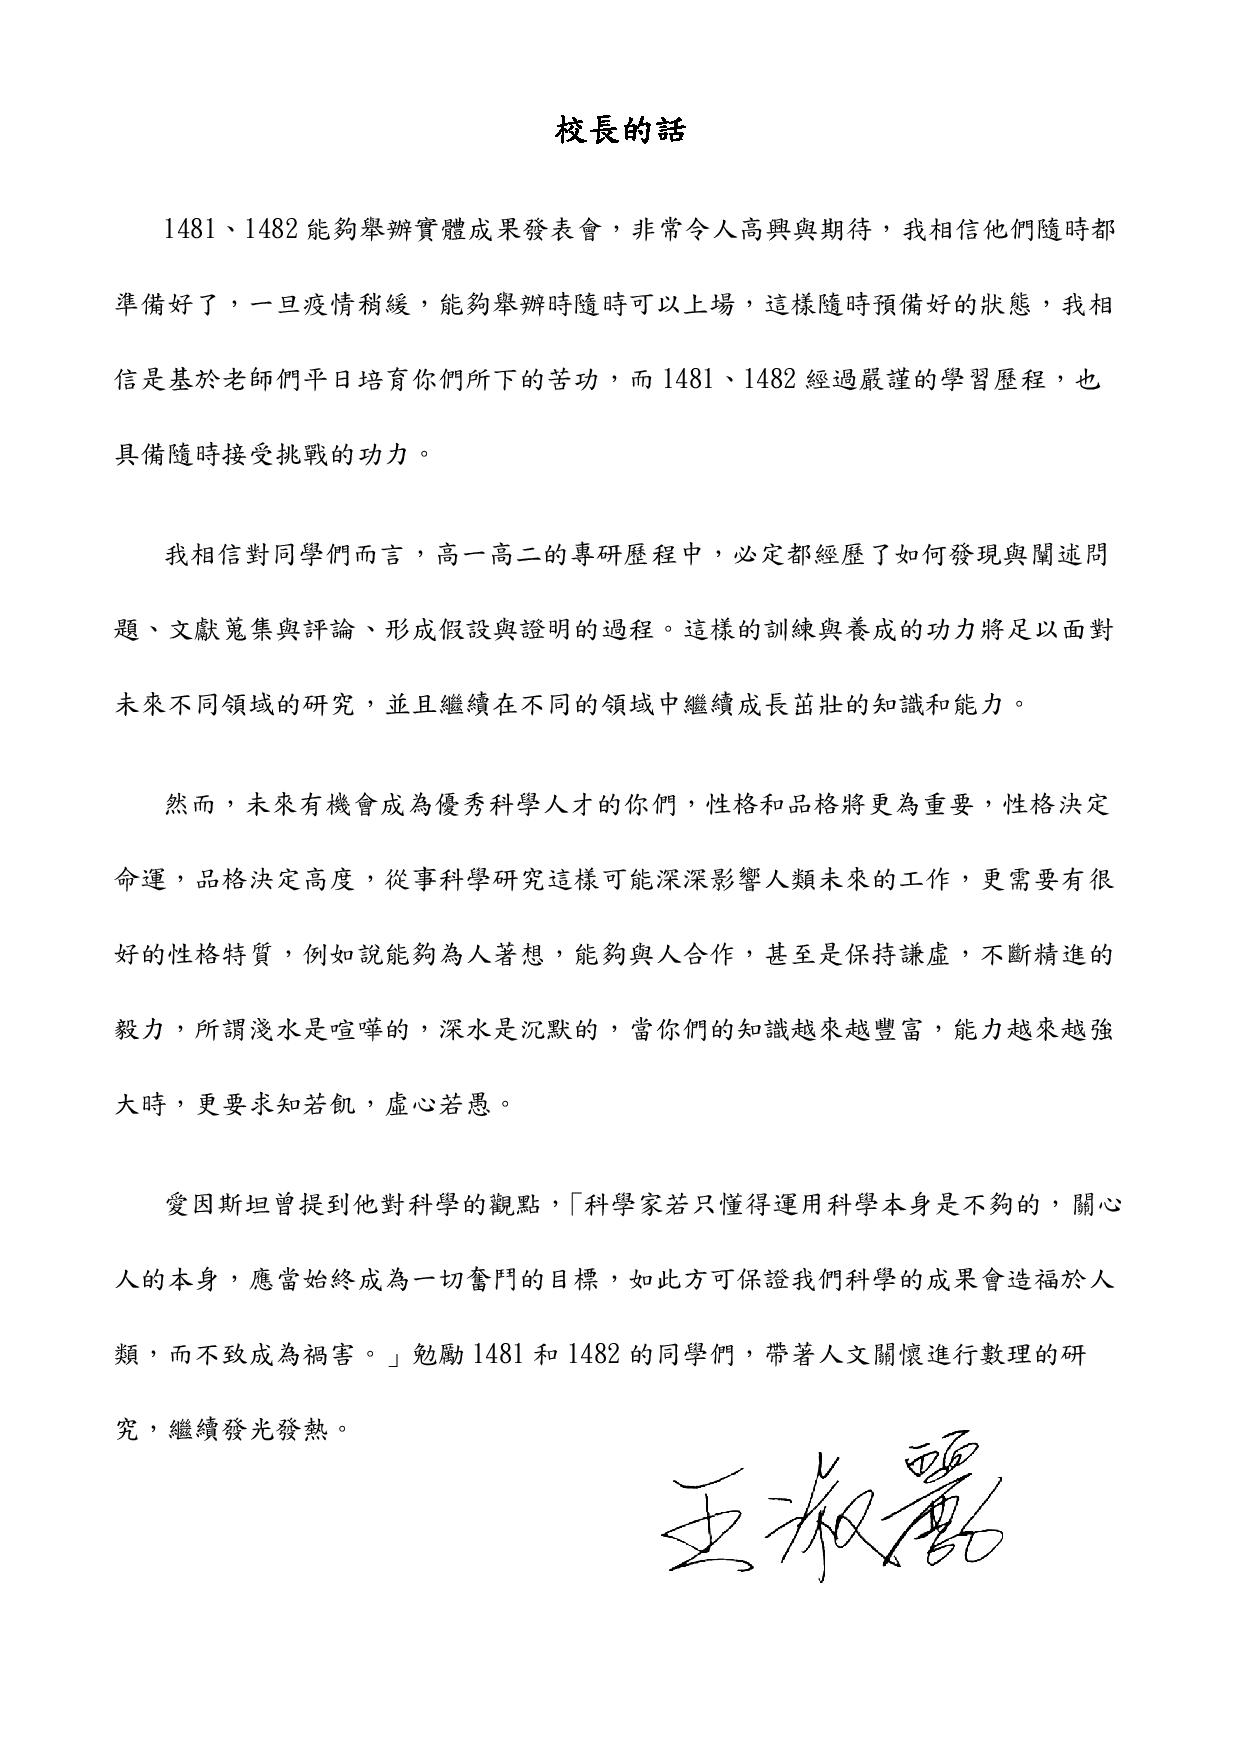 校長的話
1481、1482 能夠舉辦實體成果發表會，非常令人高興與期待，我相信他們隨時都
準備好了，一旦疫情稍緩，能夠舉辦時隨時可以上場，這樣隨時預備好的狀態，我相
信是基於老師們平日培育你們所下的苦功，而 1481、1482 經過嚴謹的學習歷程，也
具備隨時接受挑戰的功力。
我相信對同學們而言，高一高二的專研歷程中，必定都經歷了如何發現與闡述問
題、文獻蒐集與評論、形成假設與證明的過程。這樣的訓練與養成的功力將足以面對
未來不同領域的研究，並且繼續在不同的領域中繼續成長茁壯的知識和能力。
然而，未來有機會成為優秀科學人才的你們，性格和品格將更為重要，性格決定
命運，品格決定高度，從事科學研究這樣可能深深影響人類未來的工作，更需要有很
好的性格特質，例如說能夠為人著想，能夠與人合作，甚至是保持謙虛，不斷精進的
毅力，所謂淺水是喧嘩的，深水是沉默的，當你們的知識越來越豐富，能力越來越強
大時，更要求知若飢，虛心若愚。
愛因斯坦曾提到他對科學的觀點，「科學家若只懂得運用科學本身是不夠的，關心
人的本身，應當始終成為一切奮鬥的目標，如此方可保證我們科學的成果會造福於人
類，而不致成為禍害。」勉勵 1481 和 1482 的同學們，帶著人文關懷進行數理的研
究，繼續發光發熱。
王淑麗